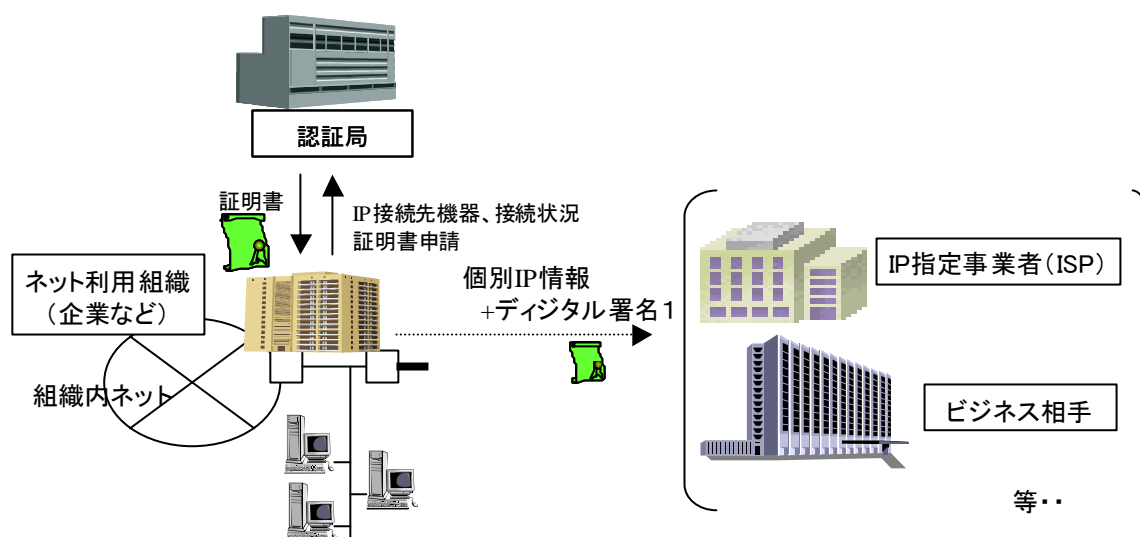 認証局
証明書
IP接続先機器、接続状況
証明書申請
ネット利用組織
（企業など）
個別IP情報
+ディジタル署名１
IP指定事業者（ISP）
組織内ネット
ビジネス相手
等・・